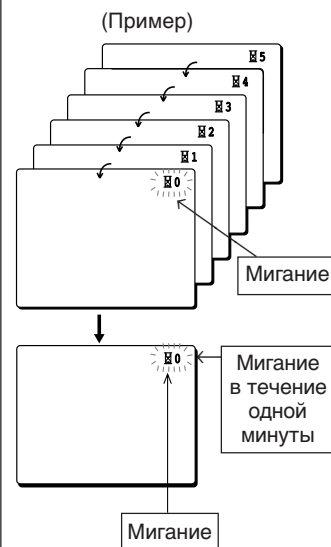 (Пример)
⌛5
⌛4
⌛3
⌛2
⌛1
⌛0
Мигание
⌛0
Мигание
в течение
одной
минуты
Мигание